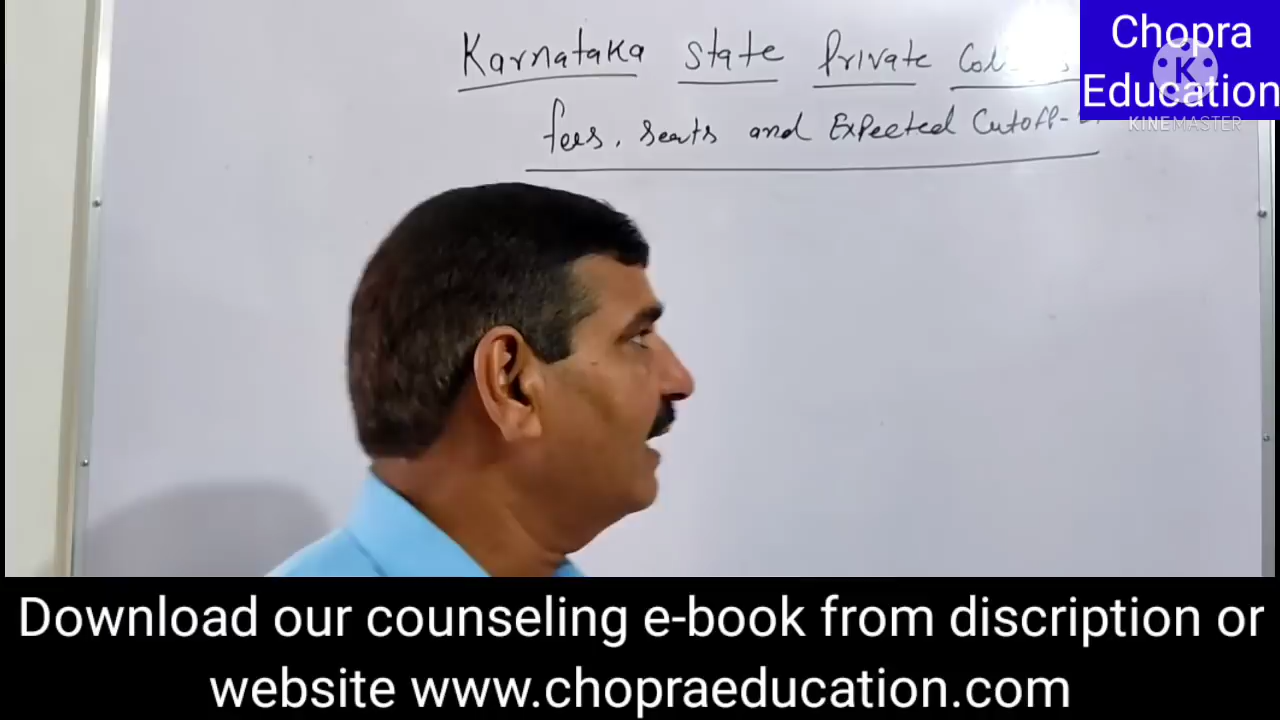 Karnataka State Private
fees, seats and Expected Cutoff-
Chopra
Education
K
KINEMASTER
Download our counseling e-book from discription or
website www.chopraeducation.com